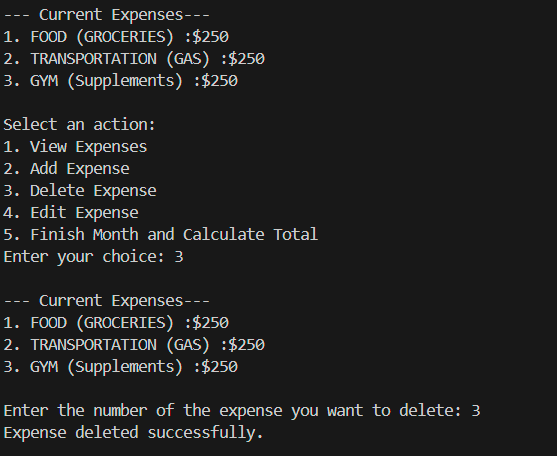 --- Current Expenses---
1. FOOD (GROCERIES) :$250
2. TRANSPORTATION (GAS) :$250
3. GYM (Supplements) :$250
Select an action:
1. View Expenses
2. Add Expense
3. Delete Expense
4. Edit Expense
5. Finish Month and Calculate Total
Enter your choice: 3
--- Current Expenses---
1. FOOD (GROCERIES) :$250
2. TRANSPORTATION (GAS) :$250
3. GYM (Supplements) :$250
Enter the number of the expense you want to delete: 3
Expense deleted successfully.